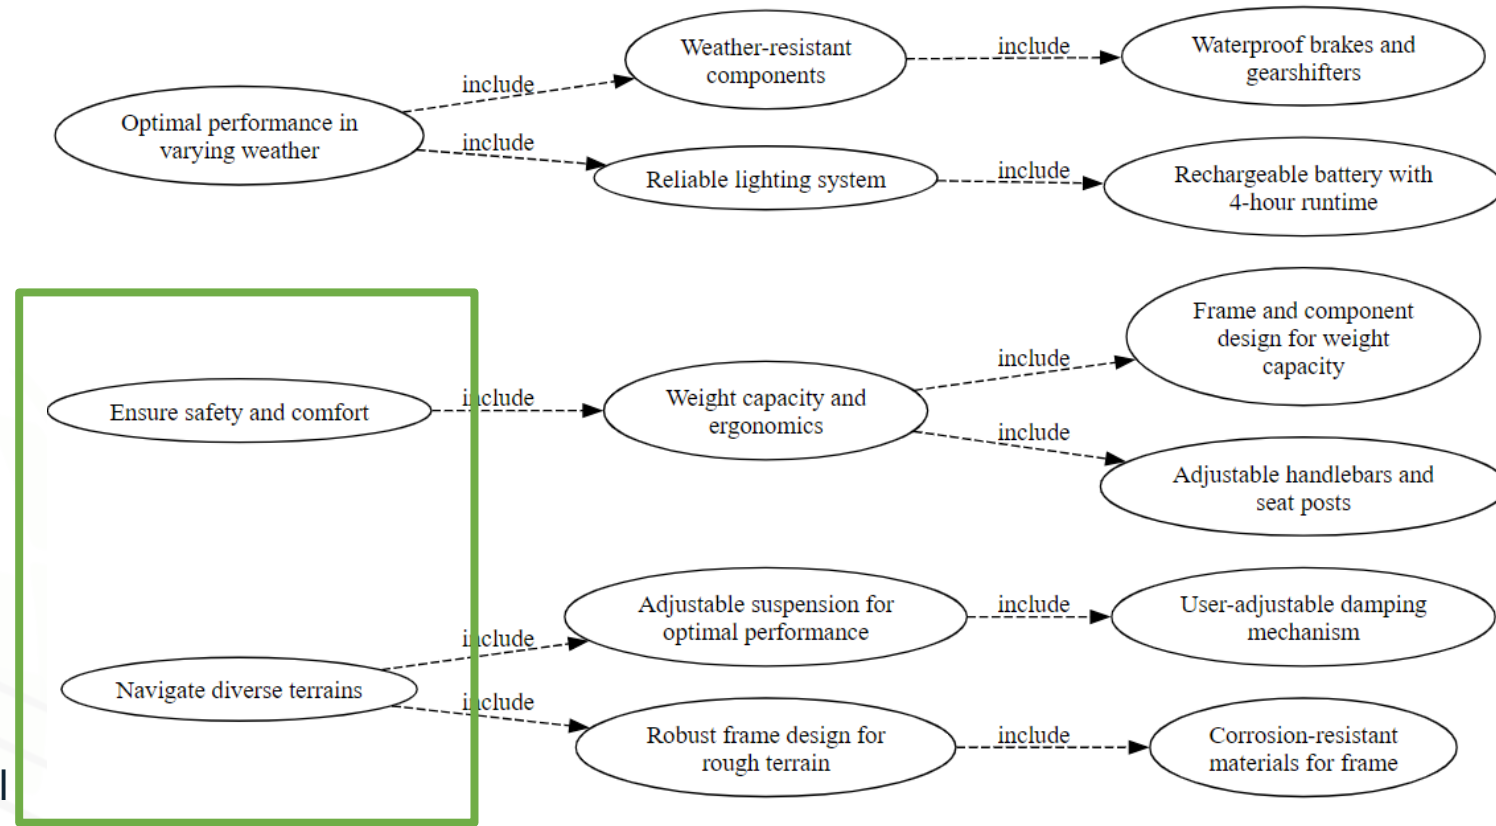 Weather-resistant
components
include
Waterproof brakes and
gearshifters
include
Optimal performance in
varying weather
include
Reliable lighting system
include
Rechargeable battery with
4-hour runtime
Frame and component
design for weight
capacity
include
Ensure safety and comfort
include
Weight capacity and
ergonomics
include
Adjustable handlebars and
seat posts
Adjustable suspension for
optimal performance
include
User-adjustable damping
mechanism
include
Navigate diverse terrains
include
Robust frame design for
rough terrain
include
Corrosion-resistant
materials for frame
l